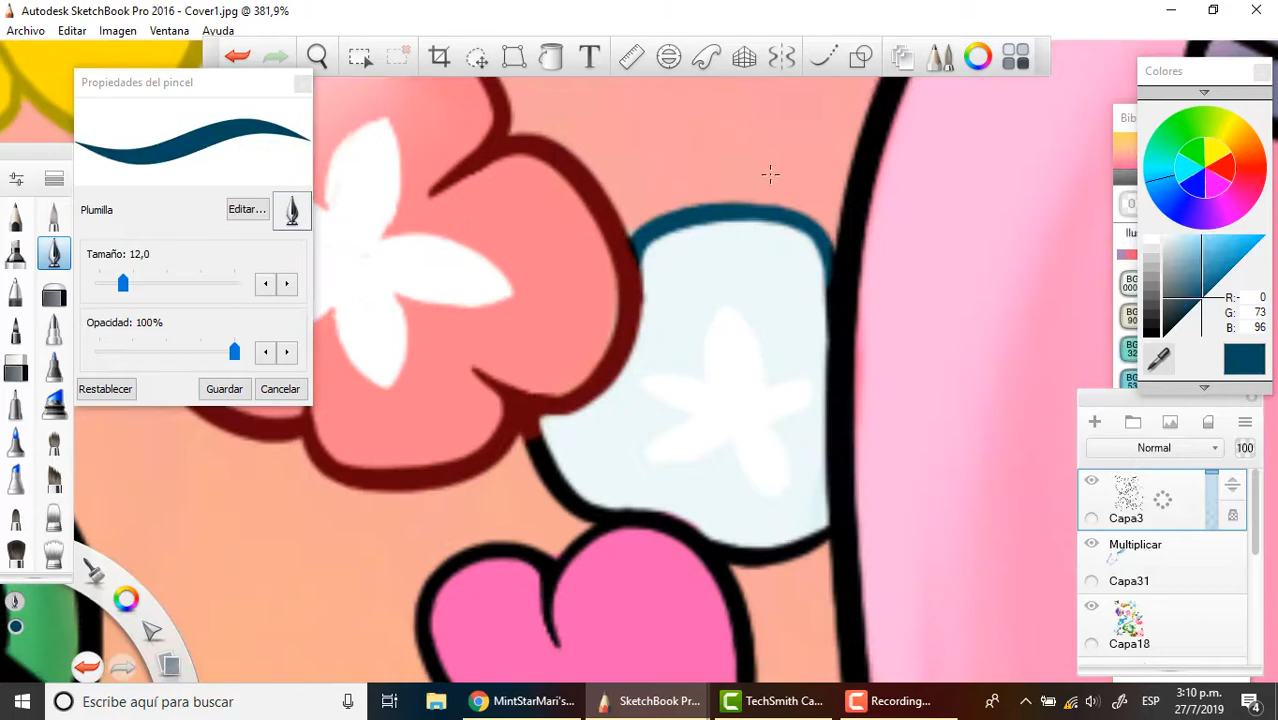 Autodesk SketchBook Pro 2016 - Cover1.jpg @ 381,9%
Archivo Editar Imagen Ventana Ayuda
Propiedades del pincel
Plumilla
Editar...
Tamaño: 12,0
Opacidad: 100%
Restablecer Guardar Cancelar
Colores
R: 0
G: 73
B: 96
Normal 100
Capa3
Multiplicar
Capa31
Capa18
Escribe aquí para buscar
MintStarMari's...
SketchBook Pr...
TechSmith Ca...
Recording...
ESP
3:10 p.m.
27/7/2019
4